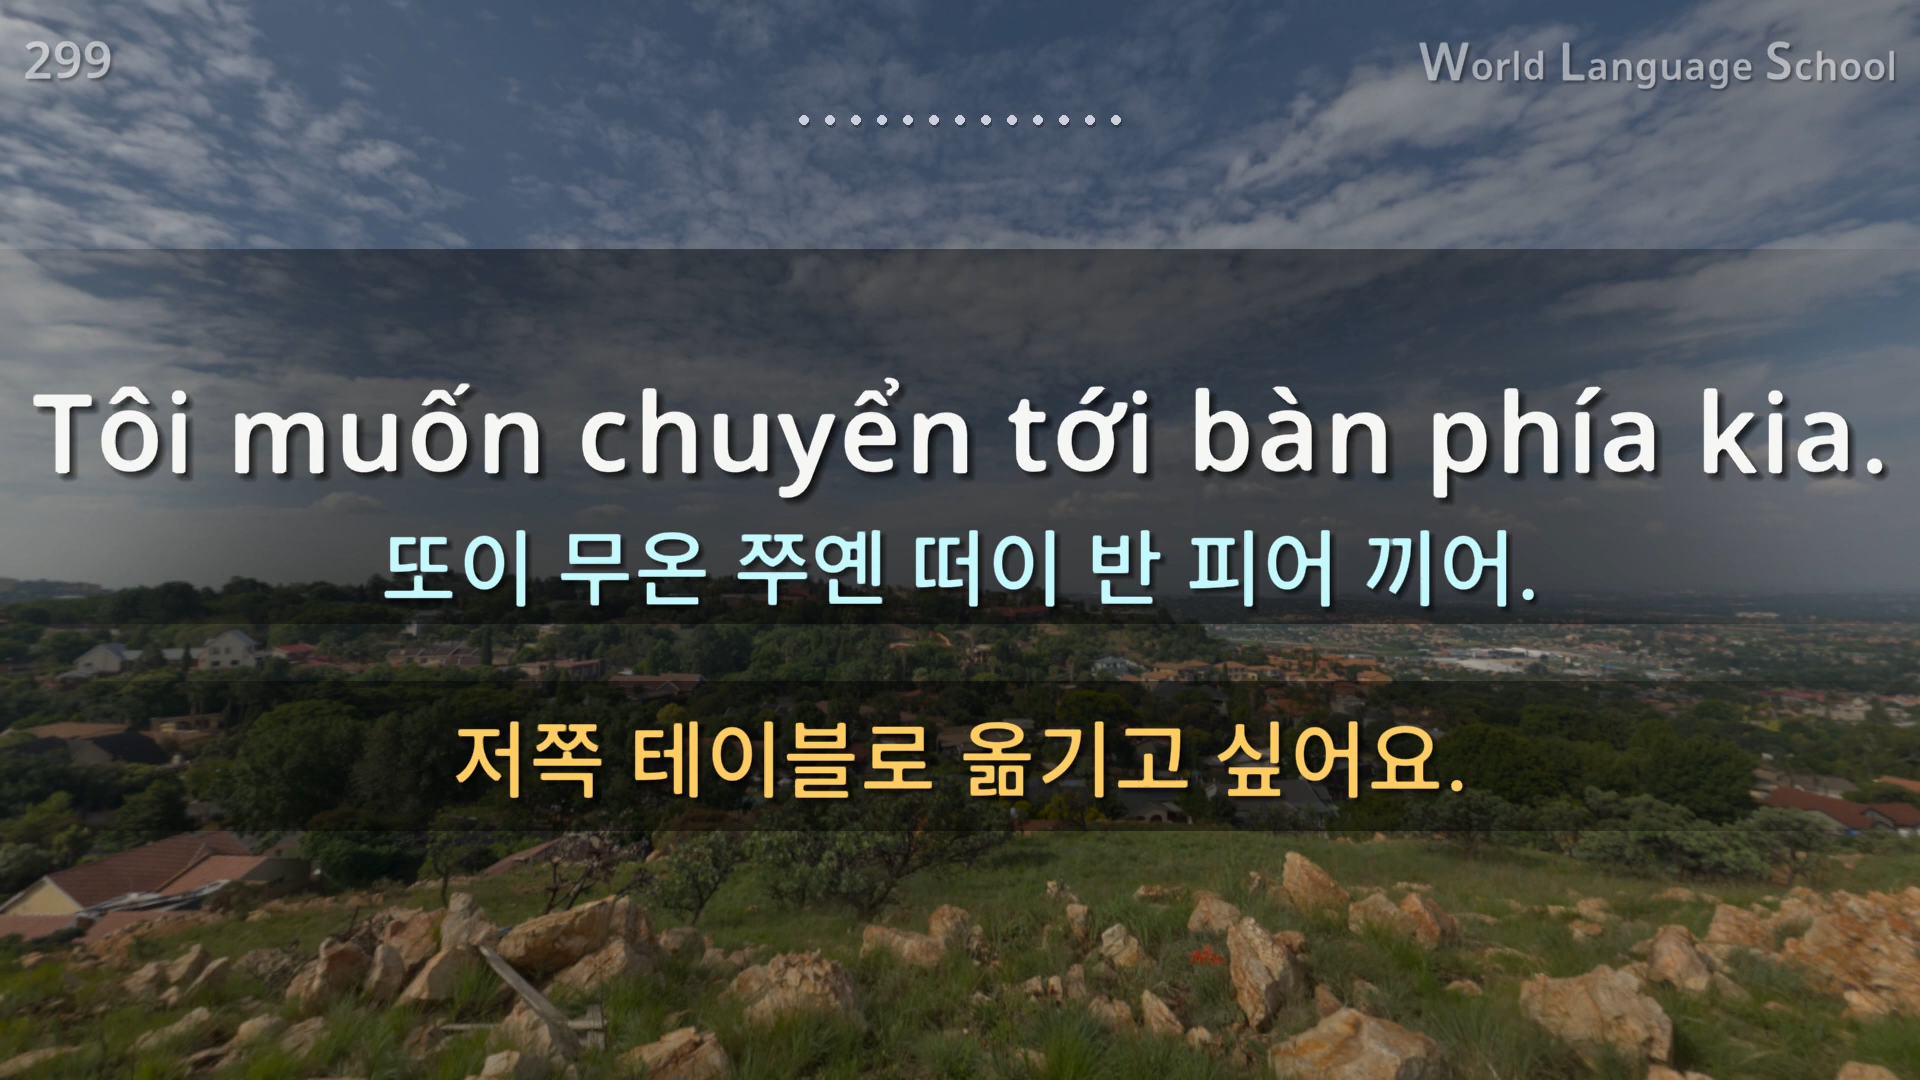 299
World Language School
Tôi muốn chuyển tới bàn phía kia.
또이 무온 쭈옌 떠이 반 피어 끼어.
저쪽 테이블로 옮기고 싶어요.